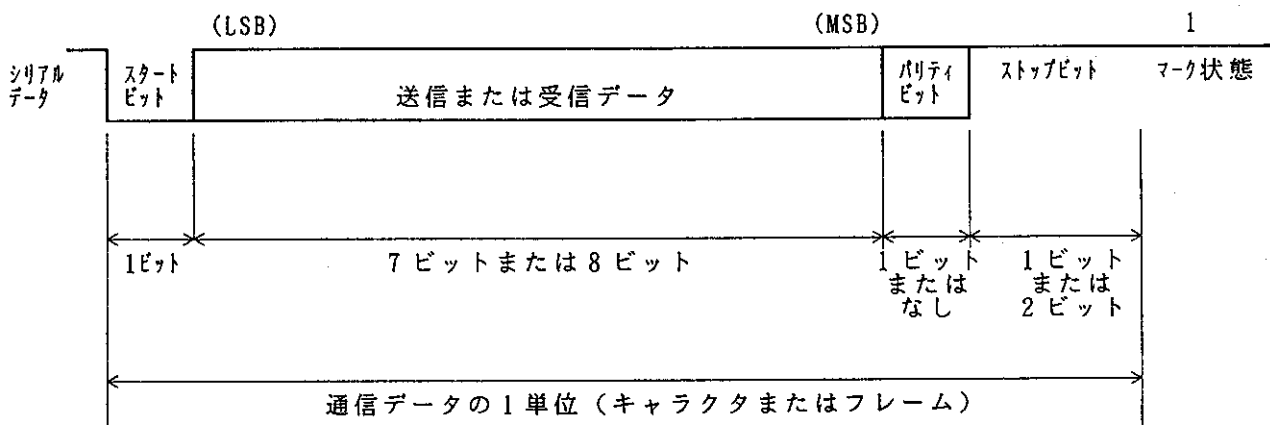 (LSB)
(MSB)
1
シリアル
データ
スタート
ビット
送信または受信データ
パリティ
ビット
ストップビット
マーク状態
1ビット
7ビットまたは8ビット
1ビット
または
なし
1ビット
または
2ビット
通信データの1単位（キャラクタまたはフレーム）